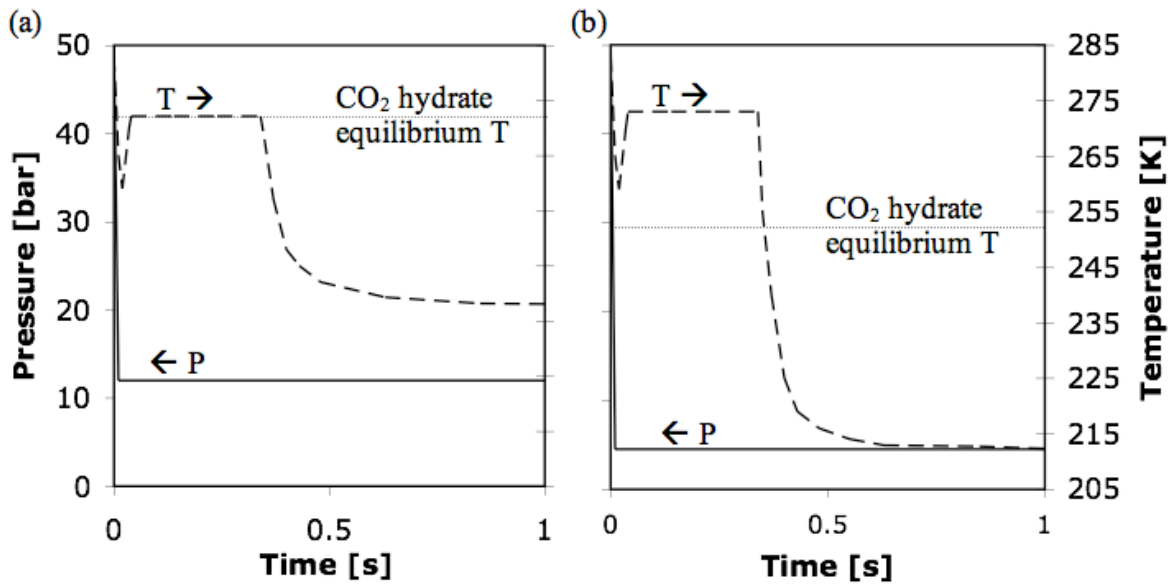 (a)
50
40
30
20
10
0
Pressure [bar]
T →
CO₂ hydrate
equilibrium T
← P
0
0.5
1
Time [s]
(b)
T →
CO₂ hydrate
equilibrium T
← P
285
275
265
255
245
235
225
215
205
Temperature [K]
0
0.5
1
Time [s]